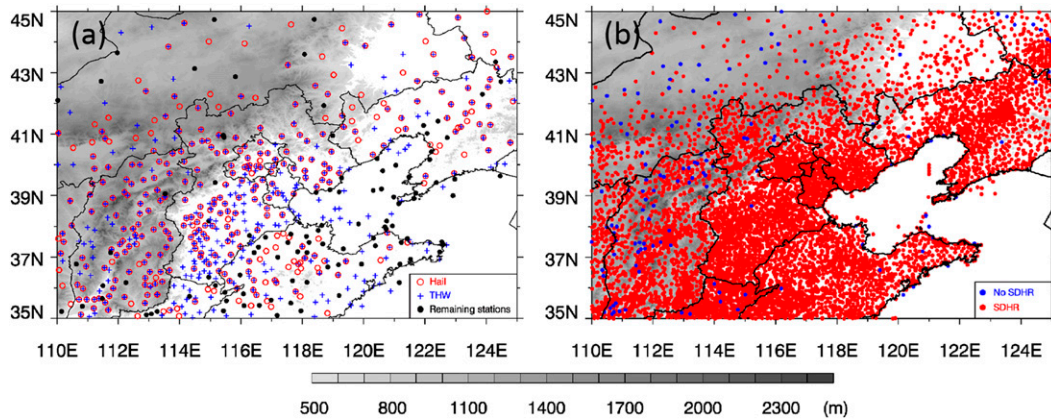 (a)
45N
43N
41N
39N
37N
35N
110E 112E 114E 116E 118E 120E 122E 124E
Hail
THW
Remaining stations
(b)
45N
43N
41N
39N
37N
35N
110E 112E 114E 116E 118E 120E 122E 124E
No SDHR
SDHR
500 800 1100 1400 1700 2000 2300 (m)